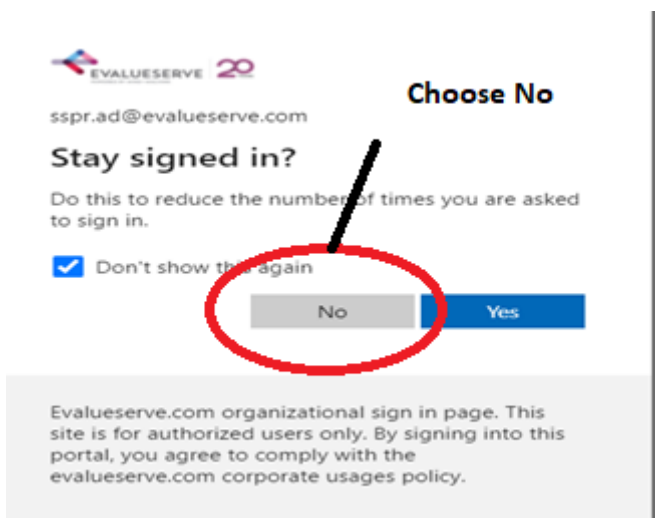 EVALUESERVE 20
sspr.ad@evalueserve.com
Choose No
Stay signed in?
Do this to reduce the number of times you are asked
to sign in.
Don't show this again
No
Yes
Evalueserve.com organizational sign in page. This
site is for authorized users only. By signing into this
portal, you agree to comply with the
evalueserve.com corporate usages policy.